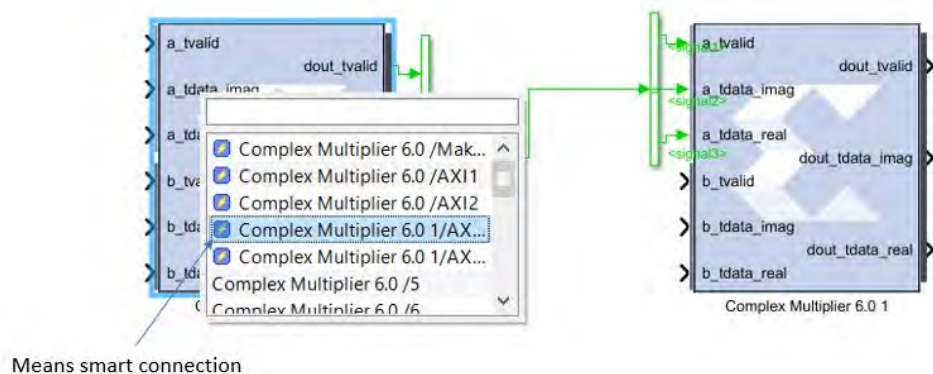 a_tvalid
dout_tvalid
a_tdata_imag
a_tda
b_tva
b_tda
b_tda
Complex Multiplier 6.0 /Mak...
Complex Multiplier 6.0 /AXI1
Complex Multiplier 6.0 /AXI2
Complex Multiplier 6.0 1/AX...
Complex Multiplier 6.0 1/AX...
Complex Multiplier 6.0 /5
Complex Multiplier 6.0 /6
C
Means smart connection
<signal1>
a_tvalid
dout_tvalid
a_tdata_imag
<signal2>
a_tdata_real
<signal3>
dout_tdata_imag
b_tvalid
b_tdata_imag
dout_tdata_real
b_tdata_real
Complex Multiplier 6.0 1